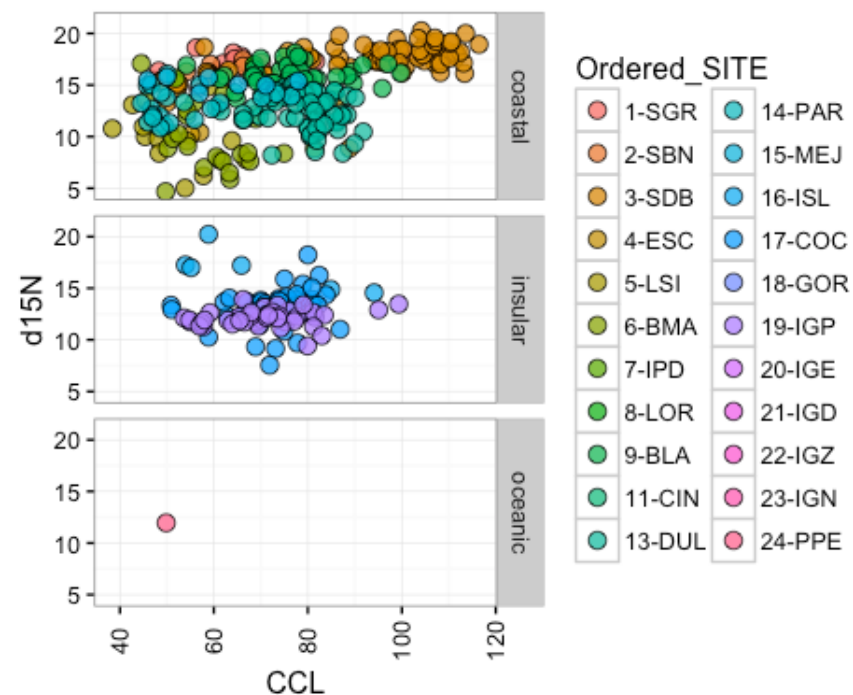 d15N
20
15
10
5
coastal
20
15
10
5
insular
20
15
10
5
oceanic
40
60
80
100
120
CCL
Ordered_SITE
1-SGR
2-SBN
3-SDB
4-ESC
5-LSI
6-BMA
7-IPD
8-LOR
9-BLA
11-CIN
13-DUL
14-PAR
15-MEJ
16-ISL
17-COC
18-GOR
19-IGP
20-IGE
21-IGD
22-IGZ
23-IGN
24-PPE